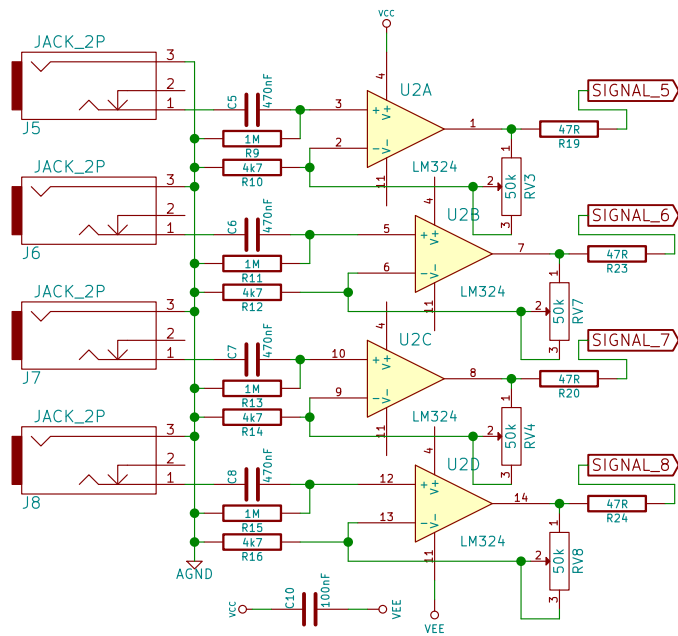 VCC
JACK_2P
3
2
1
J5
C5
470nF
1M
R9
4k7
R10
3
2
+
−
V+
V−
4
11
1
U2A
LM324
1
2
3
50k
RV3
47R
R19
SIGNAL_5
JACK_2P
3
2
1
J6
C6
470nF
1M
R11
4k7
R12
5
6
+
−
V+
V−
4
11
7
U2B
LM324
1
2
3
50k
RV7
47R
R23
SIGNAL_6
JACK_2P
3
2
1
J7
C7
470nF
1M
R13
4k7
R14
10
9
+
−
V+
V−
4
11
8
U2C
LM324
1
2
3
50k
RV4
47R
R20
SIGNAL_7
JACK_2P
3
2
1
J8
C8
470nF
1M
R15
4k7
R16
12
13
+
−
V+
V−
4
11
14
U2D
LM324
1
2
3
50k
RV8
47R
R24
SIGNAL_8
AGND
VCC
C10
100nF
VEE
VEE